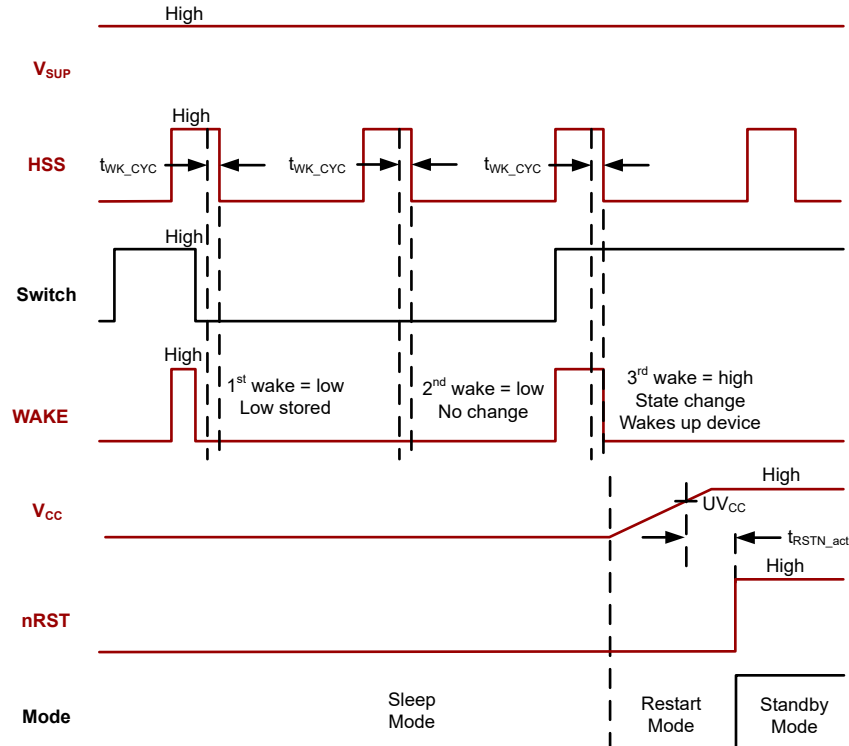 High
VSUP
High
HSS
tWK_CYC
tWK_CYC
tWK_CYC
High
Switch
High
WAKE
1st wake = low
Low stored
2nd wake = low
No change
3rd wake = high
State change
Wakes up device
VCC
High
UVCC
tRSTN_act
High
nRST
Mode
Sleep
Mode
Restart
Mode
Standby
Mode